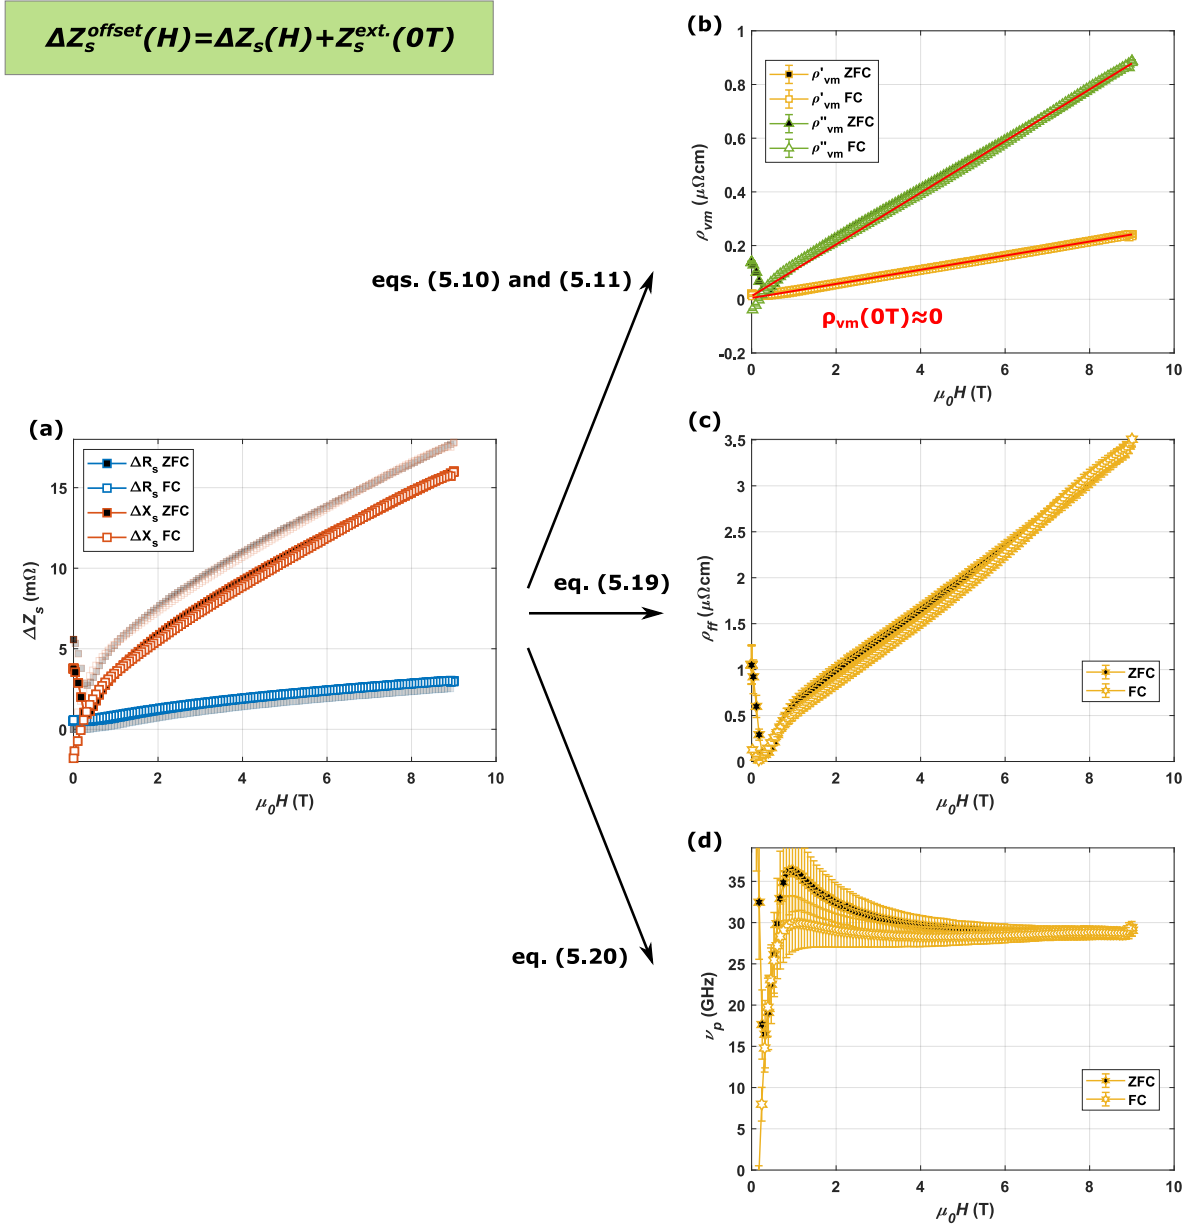 ΔZ_s^offset(H)=ΔZ_s(H)+Z_s^ext.(0T)
(b)
1
0.8
0.6
0.4
0.2
0
-0.2
ρ_vm (μΩcm)
ρ'_vm ZFC
ρ'_vm FC
ρ''_vm ZFC
ρ''_vm FC
ρ_vm(0T)≈0
0 2 4 6 8 10
μ_0H (T)
eqs. (5.10) and (5.11)
(a)
15
10
5
0
ΔZ_s (mΩ)
ΔR_s ZFC
ΔR_s FC
ΔX_s ZFC
ΔX_s FC
0 2 4 6 8 10
μ_0H (T)
eq. (5.19)
(c)
3,5
3
2,5
2
1,5
1
0,5
0
ρ_ff (μΩcm)
ZFC
FC
0 2 4 6 8 10
μ_0H (T)
eq. (5.20)
(d)
35
30
25
20
15
10
5
0
ν_p (GHz)
ZFC
FC
0 2 4 6 8 10
μ_0H (T)